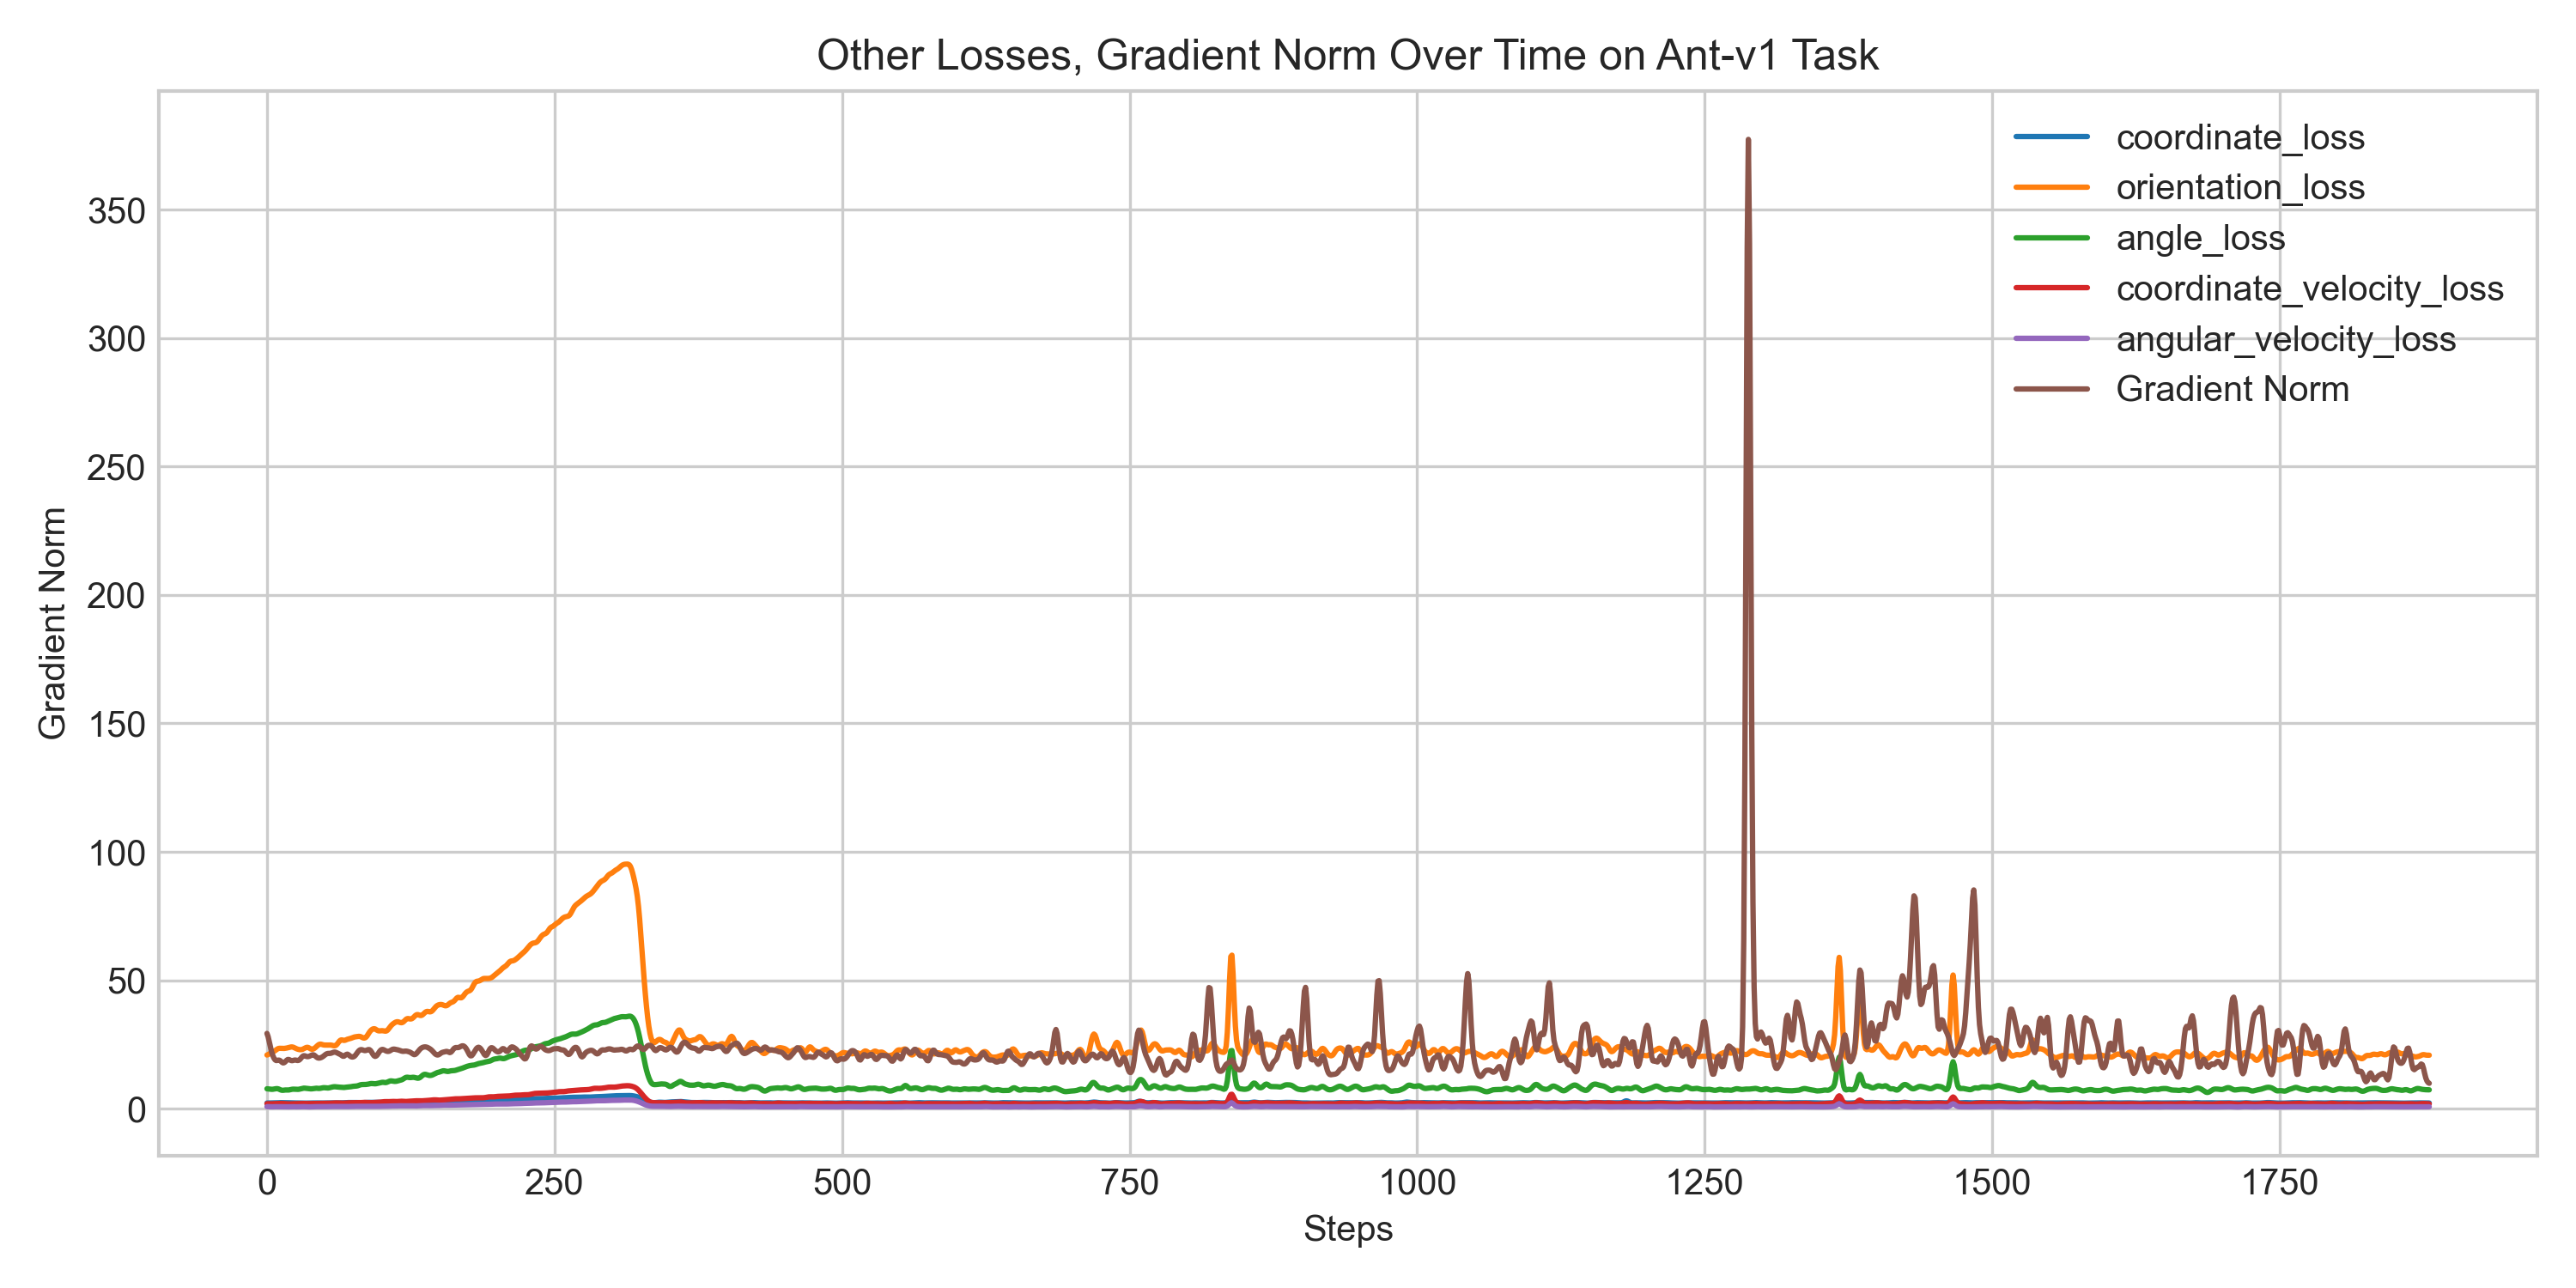 Other Losses, Gradient Norm Over Time on Ant-v1 Task
coordinate_loss
orientation_loss
angle_loss
coordinate_velocity_loss
angular_velocity_loss
Gradient Norm
350
300
250
200
150
100
50
0
Gradient Norm
0 250 500 750 1000 1250 1500 1750
Steps